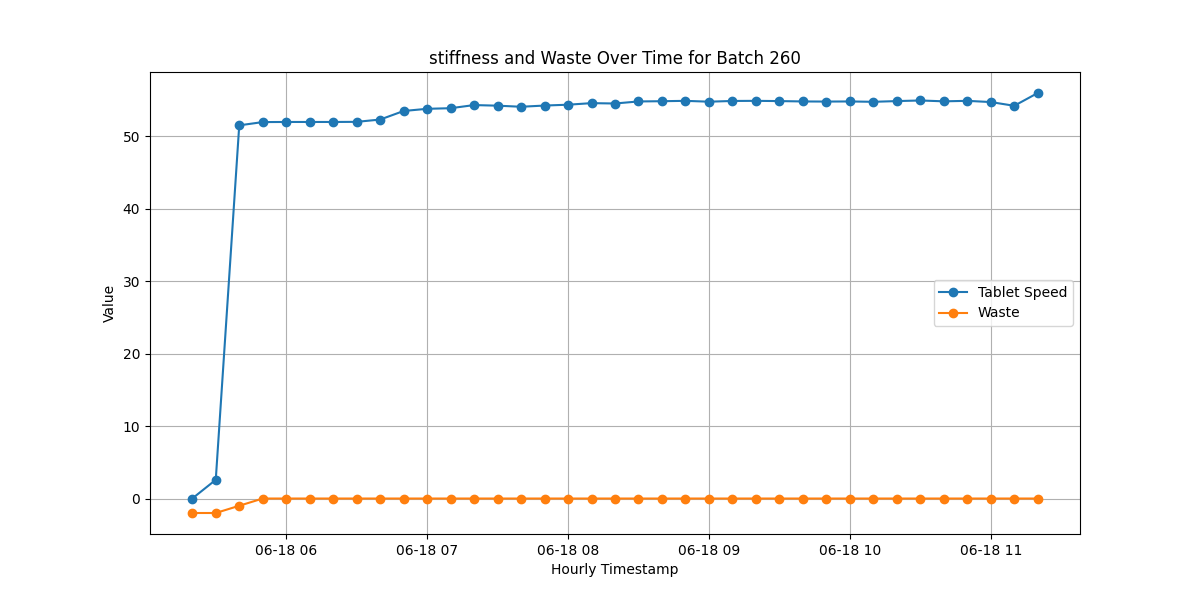 stiffness and Waste Over Time for Batch 260
Value
50
40
30
20
10
0
Tablet Speed
Waste
06-18 06
06-18 07
06-18 08
06-18 09
06-18 10
06-18 11
Hourly Timestamp